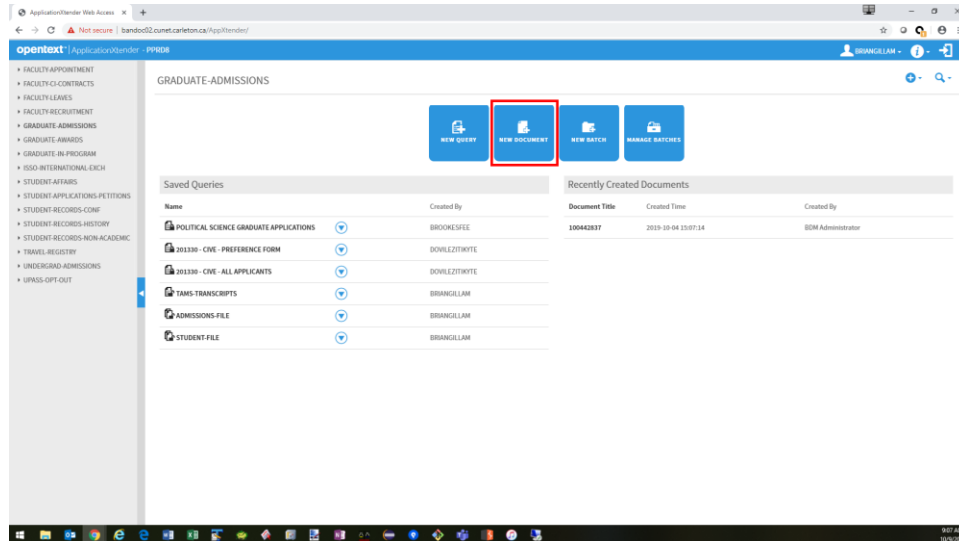 ApplicationXtender Web Access
Not secure | bandoc02.cunet.carleton.ca/AppXtender/
opentext | ApplicationXtender - PPRD8
BRIANGILLAM
FACULTY-APPOINTMENT
FACULTY-CI-CONTRACTS
FACULTY-LEAVES
FACULTY-RECRUITMENT
GRADUATE-ADMISSIONS
GRADUATE-AWARDS
GRADUATE-IN-PROGRAM
ISSO-INTERNATIONAL-EXCH
STUDENT-AFFAIRS
STUDENT-APPLICATIONS-PETITIONS
STUDENT-RECORDS-CONF
STUDENT-RECORDS-HISTORY
STUDENT-RECORDS-NON-ACADEMIC
TRAVEL-REGISTRY
UNDERGRAD-ADMISSIONS
UPASS-OPT-OUT
GRADUATE-ADMISSIONS
NEW QUERY
NEW DOCUMENT
NEW BATCH
MANAGE BATCHES
Saved Queries
Name Created By
POLITICAL SCIENCE GRADUATE APPLICATIONS BROOKESFEE
201330 - CIVE - PREFERENCE FORM DOVILEZITIKYTE
201330 - CIVE - ALL APPLICANTS DOVILEZITIKYTE
TAMS-TRANSCRIPTS BRIANGILLAM
ADMISSIONS-FILE BRIANGILLAM
STUDENT-FILE BRIANGILLAM
Recently Created Documents
Document Title Created Time Created By
100442837 2019-10-04 15:07:14 BDM Administrator